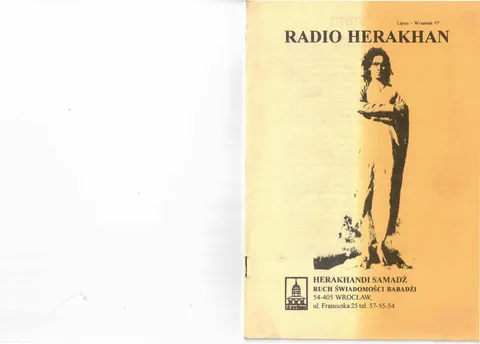 Lipiec - Wrzesień 97
RADIO HERAKHAN
HERAKHANDI SAMADŹ
RUCH ŚWIADOMOŚCI BABADŻI
54-405 WROCŁAW,
ul. Francuska 25 tel. 57-55-54